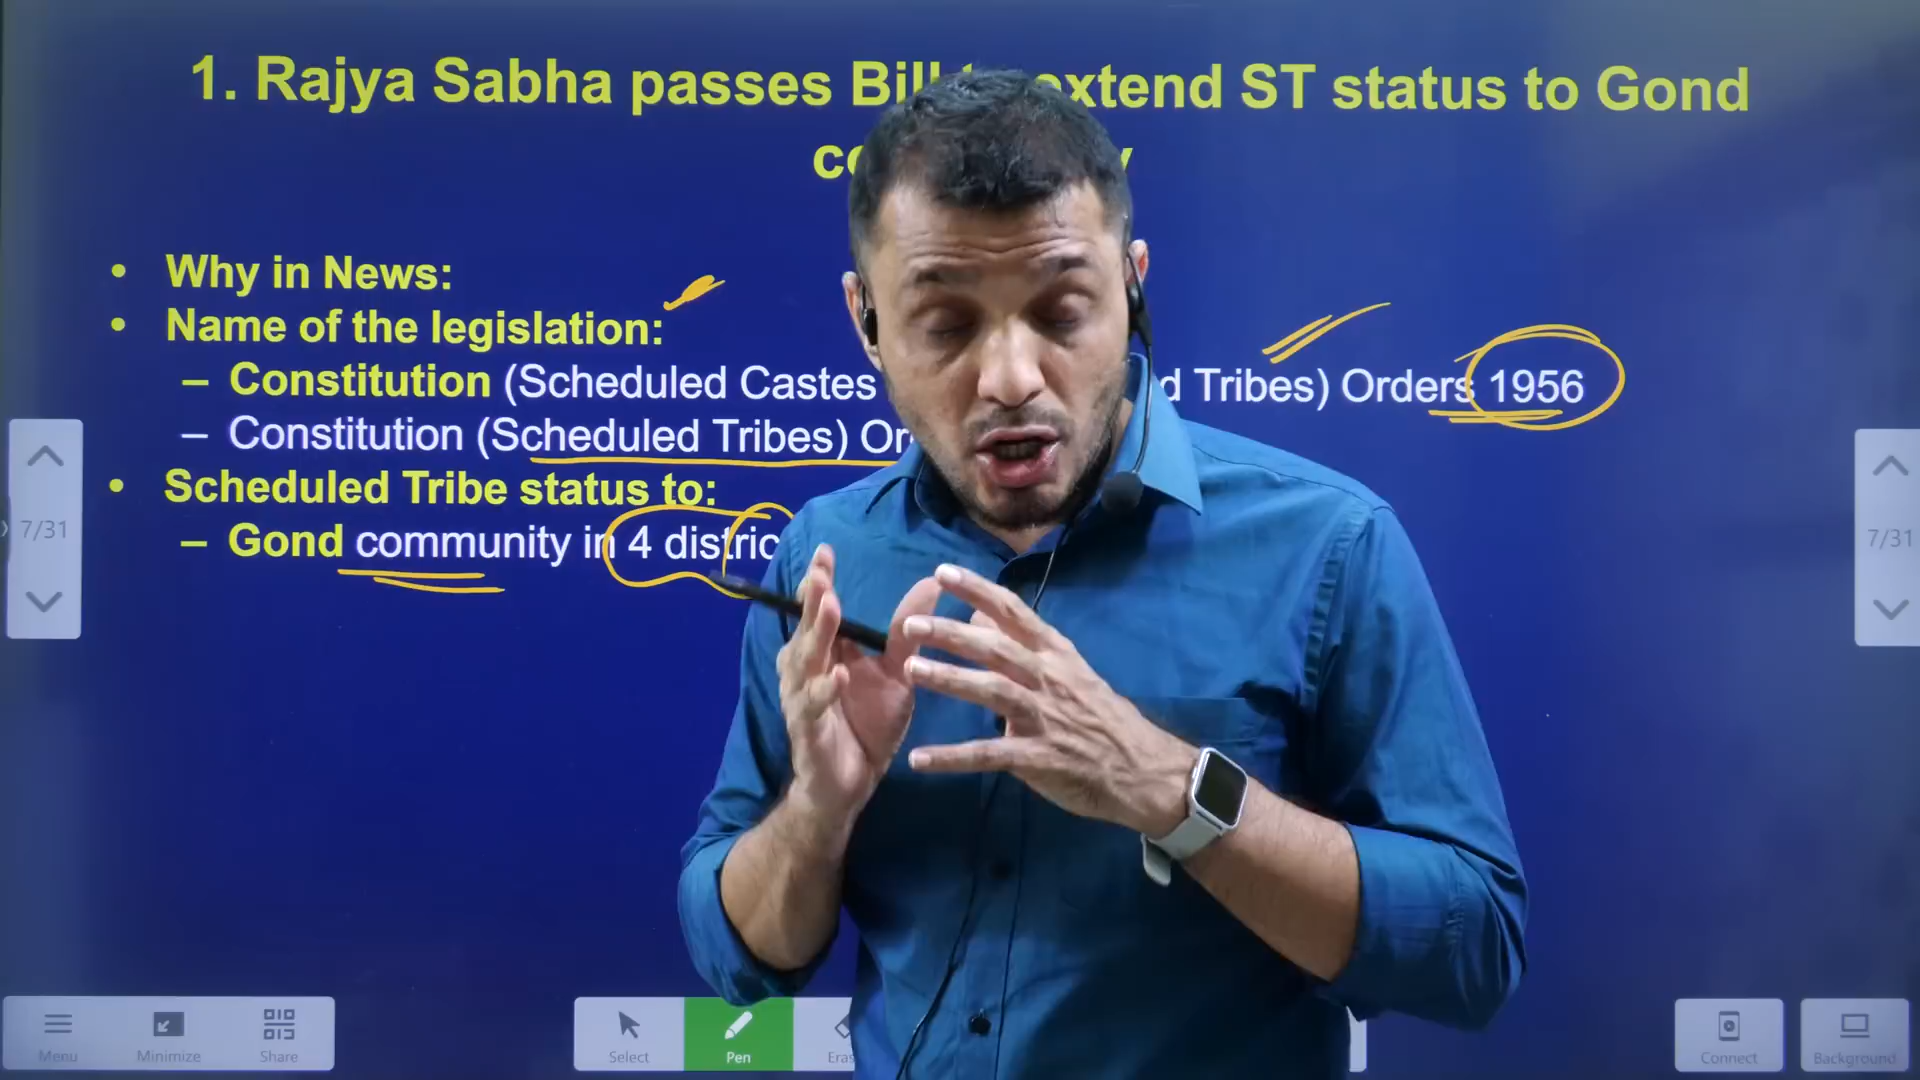 1. Rajya Sabha passes Bill extend ST status to Gond
• Why in News:
• Name of the legislation:
– Constitution (Scheduled Castes Tribes) Orders 1956
– Constitution (Scheduled Tribes)
• Scheduled Tribe status to:
– Gond community in 4
7/31
7/31
Menu
Minimize
Share
Select
Pen
Connect
Background